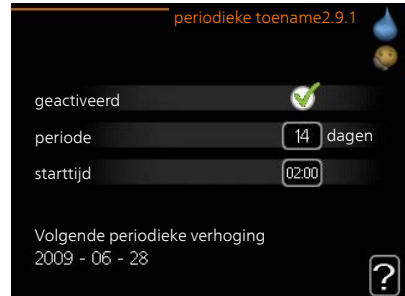 periodieke toename2.9.1
geactiveerd
periode 14 dagen
starttijd 02:00
Volgende periodieke verhoging
2009 - 06 - 28
?